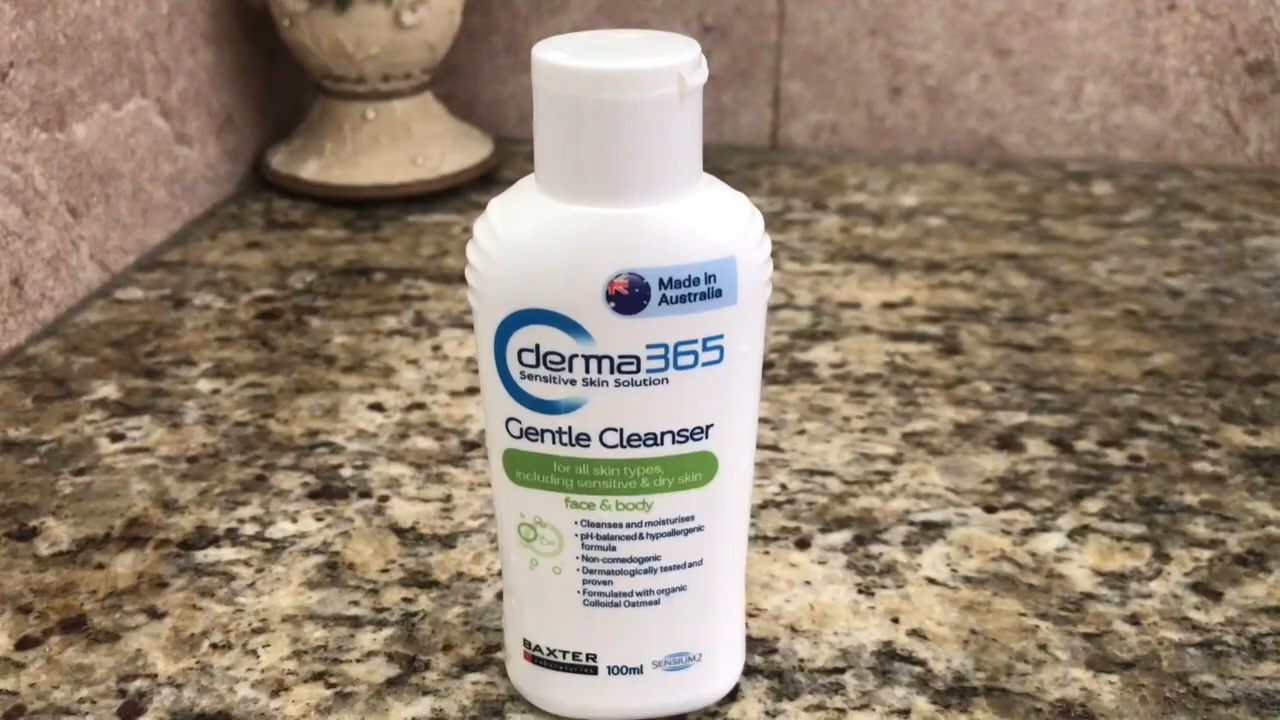 Made in
Australia
derma365
Sensitive Skin Solution
Gentle Cleanser
for all skin types,
including sensitive & dry skin
face & body
• Cleanses and moisturises
• pH-balanced & hypoallergenic
formula
• Non-comedogenic
• Dermatologically tested and
proven
• Formulated with organic
Colloidal Oatmeal
BAXTER
laboratories
100ml
SENSIUM2